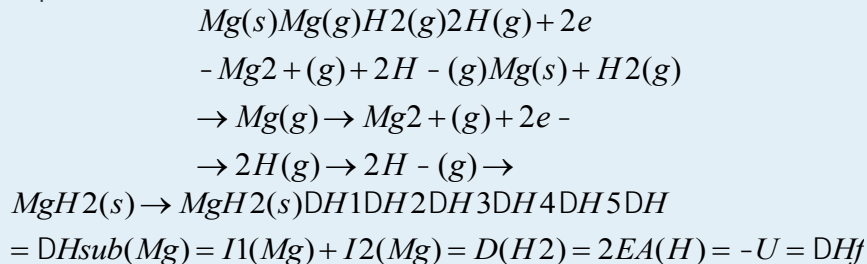 Mg(s)Mg(g)H2(g)2H(g)+2e
-Mg2+(g)+2H-(g)Mg(s)+H2(g)
→ Mg(g) → Mg2+(g)+2e-
→ 2H(g) → 2H-(g) →
MgH2(s) → MgH2(s)DH1DH2DH3DH4DH5DH
= DHsub(Mg) = I1(Mg)+I2(Mg) = D(H2) = 2EA(H) = -U = DHf